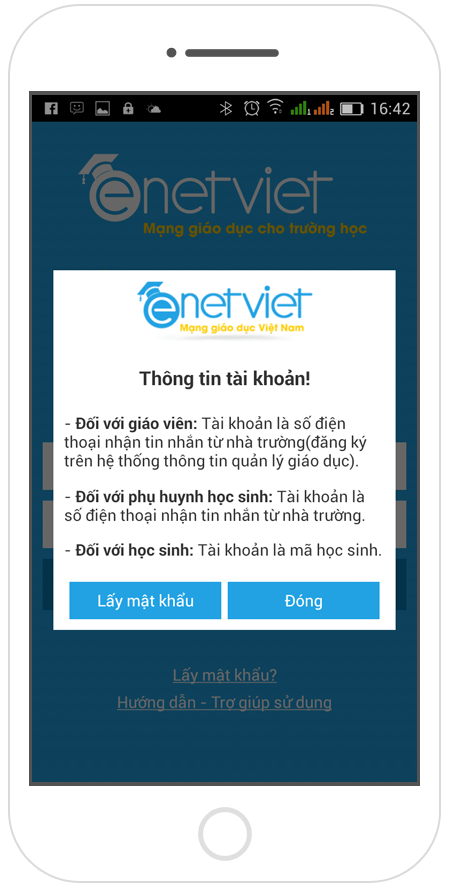 16:42
enetviet
Mạng giáo dục cho trường học
enetviet
Mạng giáo dục Việt Nam
Thông tin tài khoản!
- Đối với giáo viên: Tài khoản là số điện
thoại nhận tin nhắn từ nhà trường(đăng ký
trên hệ thống thông tin quản lý giáo dục).
- Đối với phụ huynh học sinh: Tài khoản là
số điện thoại nhận tin nhắn từ nhà trường.
- Đối với học sinh: Tài khoản là mã học sinh.
Lấy mật khẩu Đóng
Lấy mật khẩu?
Hướng dẫn - Trợ giúp sử dụng